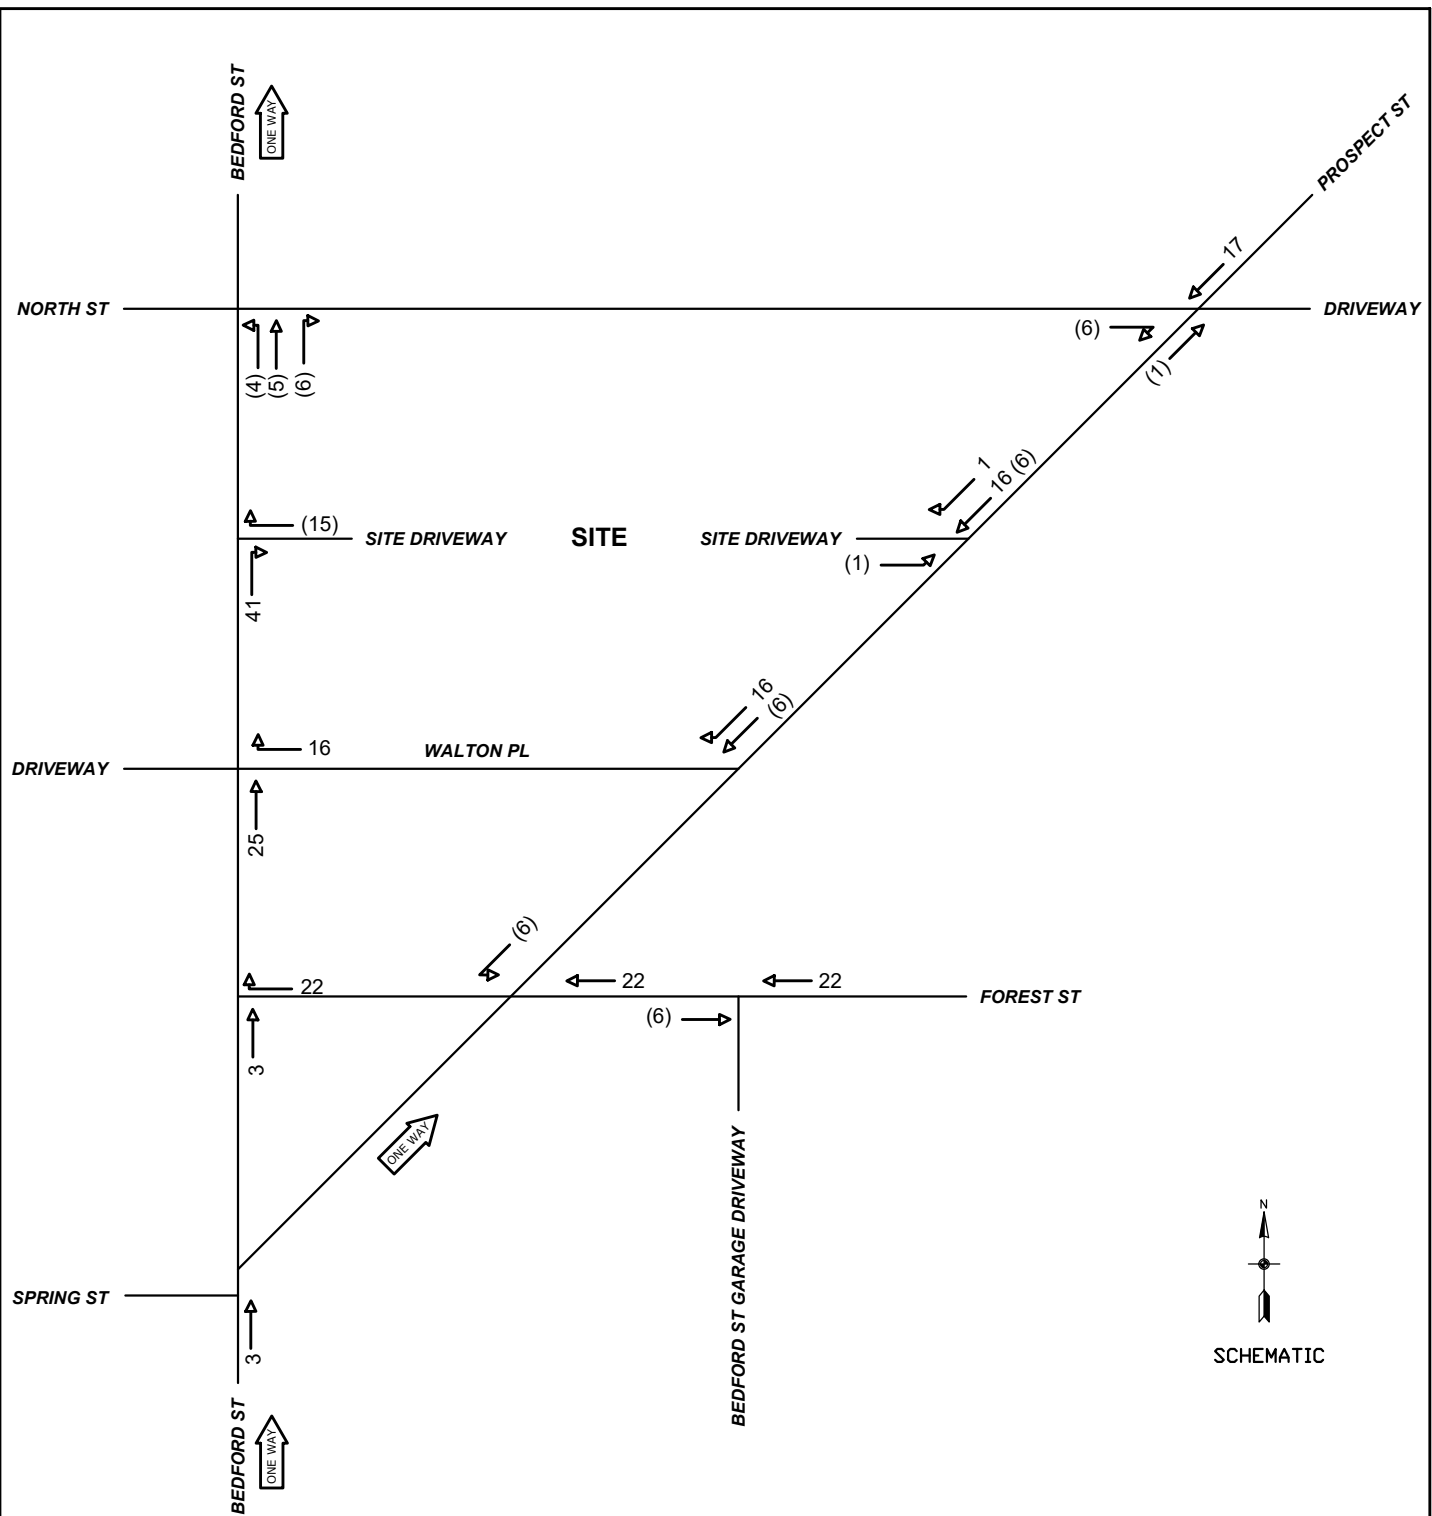 BEDFORD ST
ONE WAY
PROSPECT ST
17
NORTH ST
DRIVEWAY
(4)
(5)
(6)
(6)
(1)
1
16 (6)
(15)
SITE DRIVEWAY
SITE
SITE DRIVEWAY
(1)
41
16
(6)
16
WALTON PL
DRIVEWAY
25
(6)
22
22
22
FOREST ST
(6)
3
ONE WAY
BEDFORD ST GARAGE DRIVEWAY
N
SPRING ST
3
SCHEMATIC
BEDFORD ST
ONE WAY